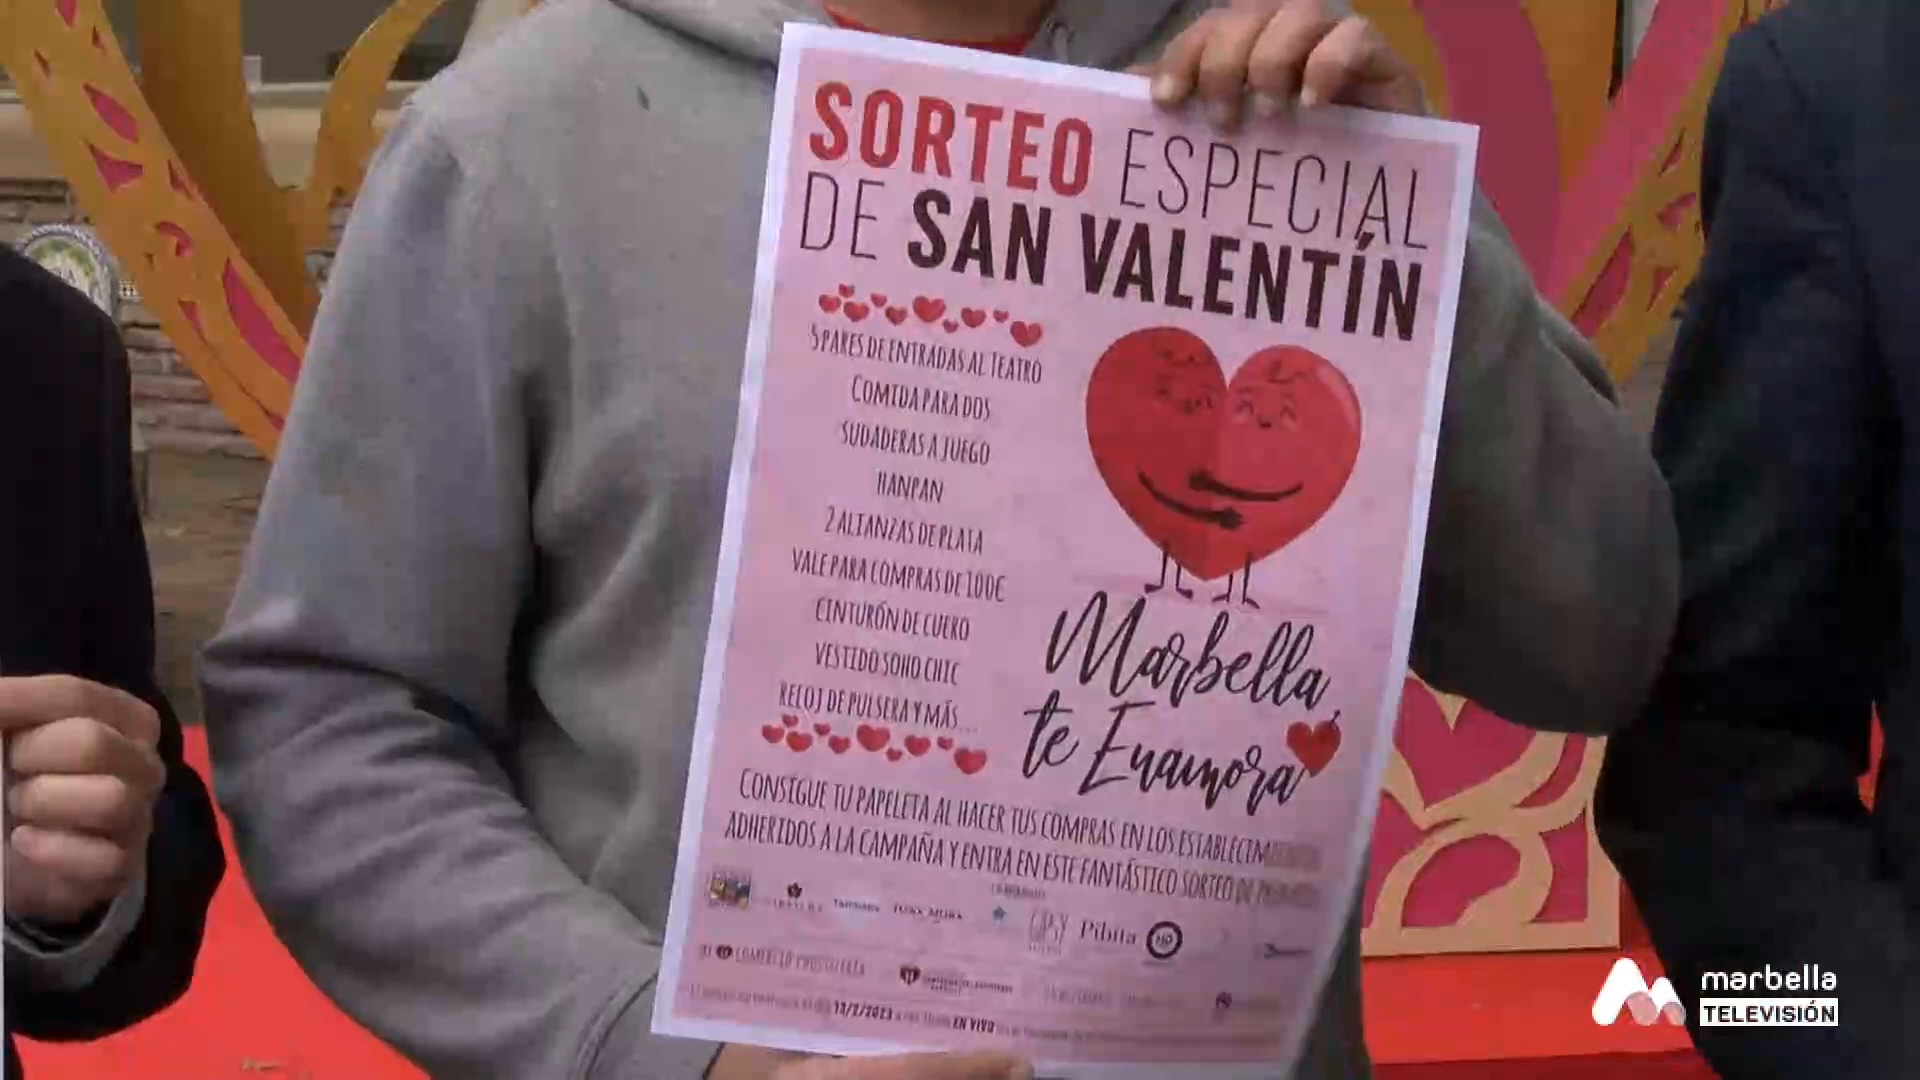 SORTEO ESPECIAL
DE SAN VALENTÍN
5 PARES DE ENTRADAS AL TEATRO
COMIDA PARA DOS
SUDADERAS A JUEGO
HANPAN
2 ALIANZAS DE PLATA
VALE PARA COMPRAS DE 100€
CINTURÓN DE CUERO
VESTIDO SOHO CHIC
RELOJ DE PULSERA Y MÁS...
Marbella,
te Enamora
CONSIGUE TU PAPELETA AL HACER TUS COMPRAS EN LOS
ADHERIDOS A LA CAMPAÑA Y ENTRA EN ESTE FANTÁSTICO SORTEO DE
Pibita
COMERCIO
13/2/2023 EN VIVO
marbella
TELEVISIÓN